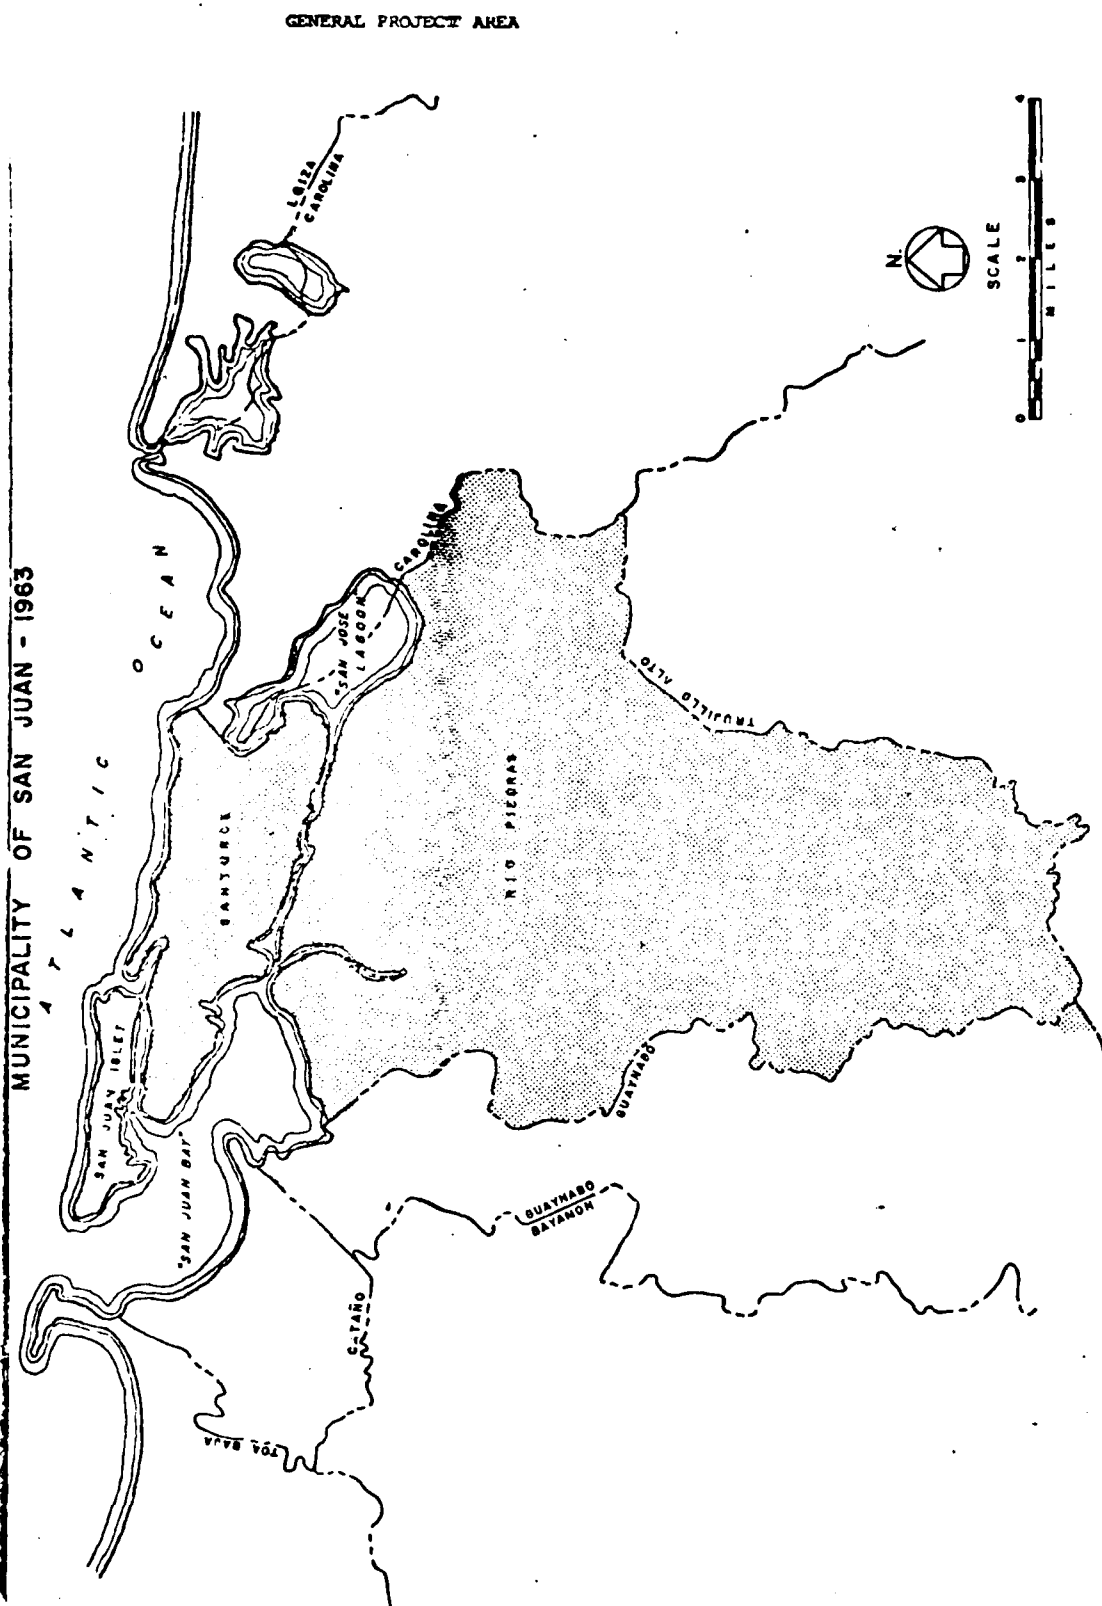 GENERAL PROJECT AREA
MUNICIPALITY OF SAN JUAN - 1963
ATLANTIC
OCEAN
SAN JUAN ISLET
"SAN JUAN BAY"
SANTURCE
"SAN JOSE
LAGOON"
LOIZA
CAROLINA
CAROLINA
RIO PIEDRAS
TRUJILLO ALTO
GUAYNABO
GUAYNABO
BAYAMON
CATAÑO
TOA BAJA
N.
SCALE
0 1 2 3 4
MILES